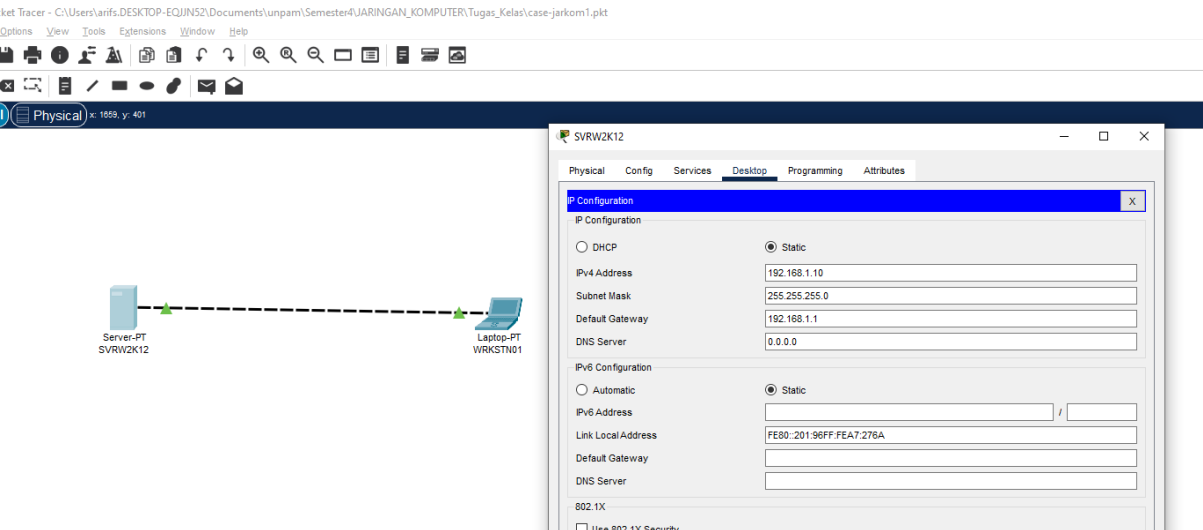 ket Tracer - C:\Users\arifs.DESKTOP-EQJJN52\Documents\unpam\Semester4\JARINGAN_KOMPUTER\Tugas_Kelas\case-jarkom1.pkt
Options View Tools Extensions Window Help
Physical x: 1659, y: 401
SVRW2K12
Physical Config Services Desktop Programming Attributes
IP Configuration X
IP Configuration
DHCP Static
IPv4 Address 192.168.1.10
Subnet Mask 255.255.255.0
Default Gateway 192.168.1.1
DNS Server 0.0.0.0
IPv6 Configuration
Automatic Static
IPv6 Address /
Link Local Address FE80::201:96FF:FEA7:276A
Default Gateway
DNS Server
802.1X
Use 802.1X Security
Server-PT
SVRW2K12
Laptop-PT
WRKSTN01